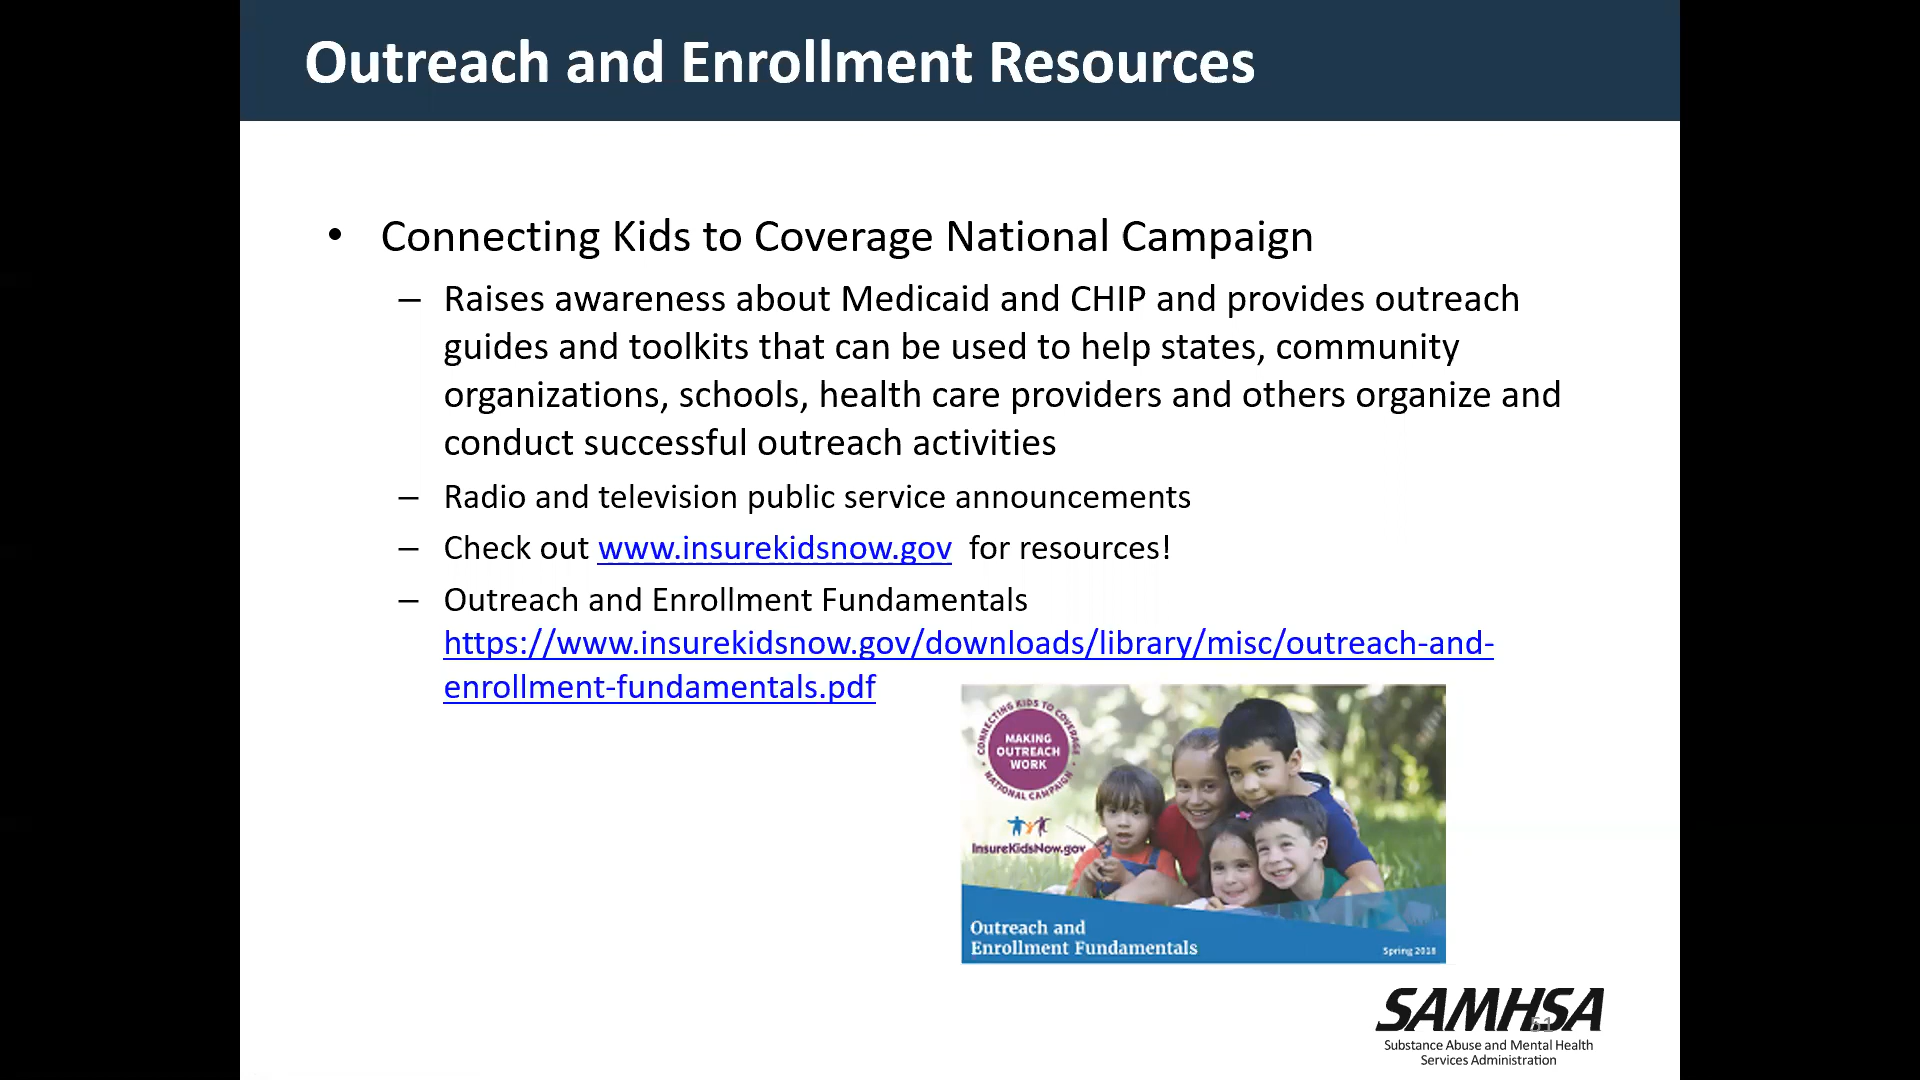 Outreach and Enrollment Resources
• Connecting Kids to Coverage National Campaign
– Raises awareness about Medicaid and CHIP and provides outreach
guides and toolkits that can be used to help states, community
organizations, schools, health care providers and others organize and
conduct successful outreach activities
– Radio and television public service announcements
– Check out www.insurekidsnow.gov for resources!
– Outreach and Enrollment Fundamentals
https://www.insurekidsnow.gov/downloads/library/misc/outreach-and-
enrollment-fundamentals.pdf
CONNECTING KIDS TO COVERAGE
MAKING
OUTREACH
WORK
NATIONAL CAMPAIGN
InsureKidsNow.gov
Outreach and
Enrollment Fundamentals
Spring 2018
SAMHSA
51
Substance Abuse and Mental Health
Services Administration